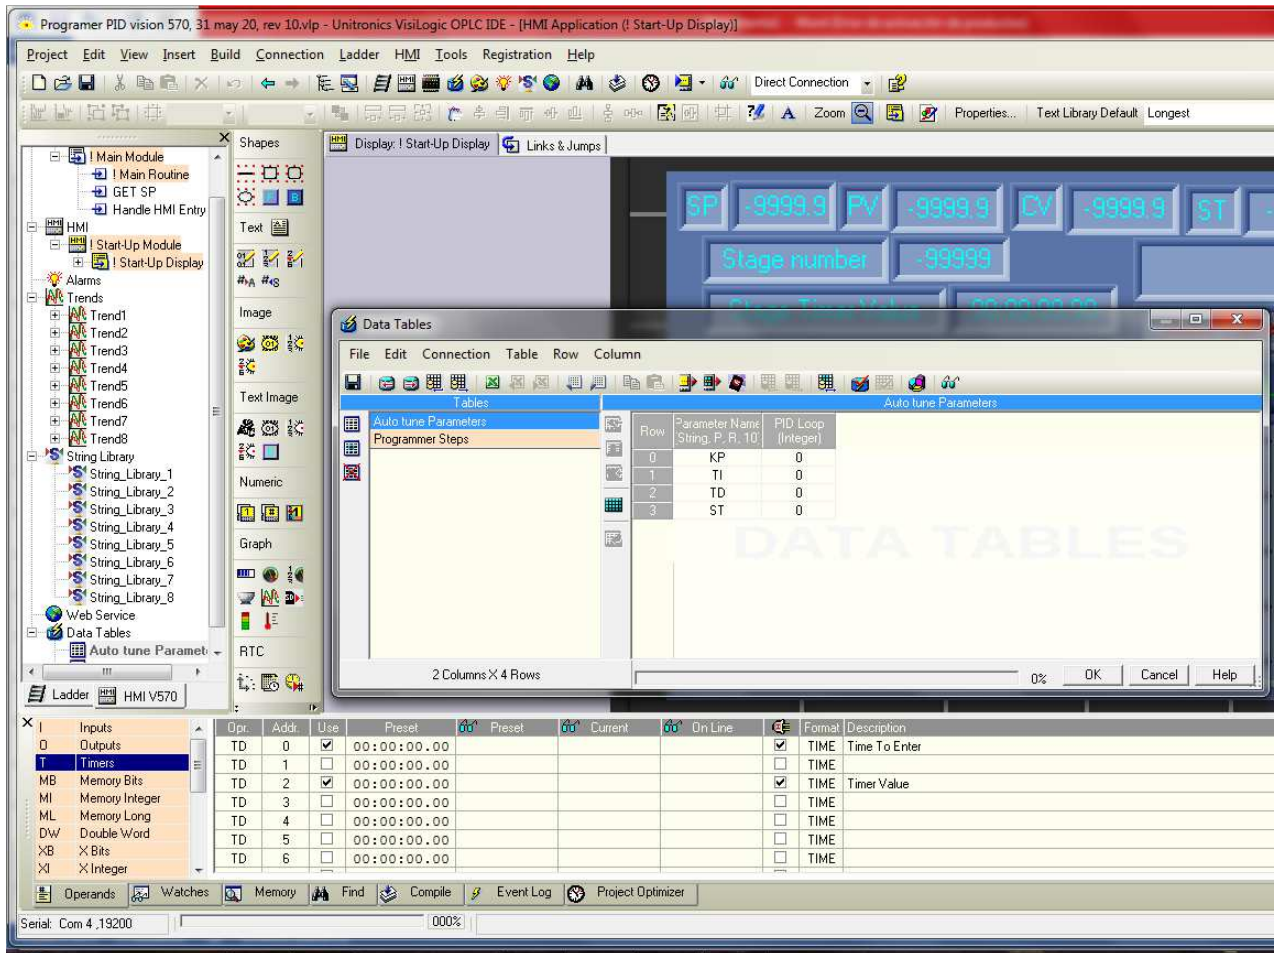 Programer PID vision 570, 31 may 20, rev 10.vlp - Unitronics VisiLogic OPLC IDE - [HMI Application (! Start-Up Display)]
Project Edit View Insert Build Connection Ladder HMI Tools Registration Help
Direct Connection
Zoom Properties... Text Library Default Longest
! Main Module
! Main Routine
GET SP
Handle HMI Entry
HMI
! Start-Up Module
! Start-Up Display
Alarms
Trends
Trend1
Trend2
Trend3
Trend4
Trend5
Trend6
Trend7
Trend8
String Library
String_Library_1
String_Library_2
String_Library_3
String_Library_4
String_Library_5
String_Library_6
String_Library_7
String_Library_8
Web Service
Data Tables
Auto tune Paramet
Ladder HMI V570
Shapes
Text
Image
Text Image
Numeric
Graph
RTC
Display: ! Start-Up Display Links & Jumps
SP -9999.9 PV -9999.9 CV -9999.9 ST -
Stage number -99999
Stage Timer Value 00:00:00.00
Data Tables
File Edit Connection Table Row Column
Tables Auto tune Parameters
Auto tune Parameters
Programmer Steps
Row Parameter Name PID Loop
String, P, R, 10 (Integer)
0 KP 0
1 TI 0
2 TD 0
3 ST 0
DATA TABLES
2 Columns X 4 Rows 0% OK Cancel Help
I Inputs
O Outputs
T Timers
MB Memory Bits
MI Memory Integer
ML Memory Long
DW Double Word
XB X Bits
XI X Integer
Opr. Addr. Use Preset Preset Current On Line Format Description
TD 0 00:00:00.00 TIME Time To Enter
TD 1 00:00:00.00 TIME
TD 2 00:00:00.00 TIME Timer Value
TD 3 00:00:00.00 TIME
TD 4 00:00:00.00 TIME
TD 5 00:00:00.00 TIME
TD 6 00:00:00.00 TIME
Operands Watches Memory Find Compile Event Log Project Optimizer
Serial: Com 4 ,19200 000%